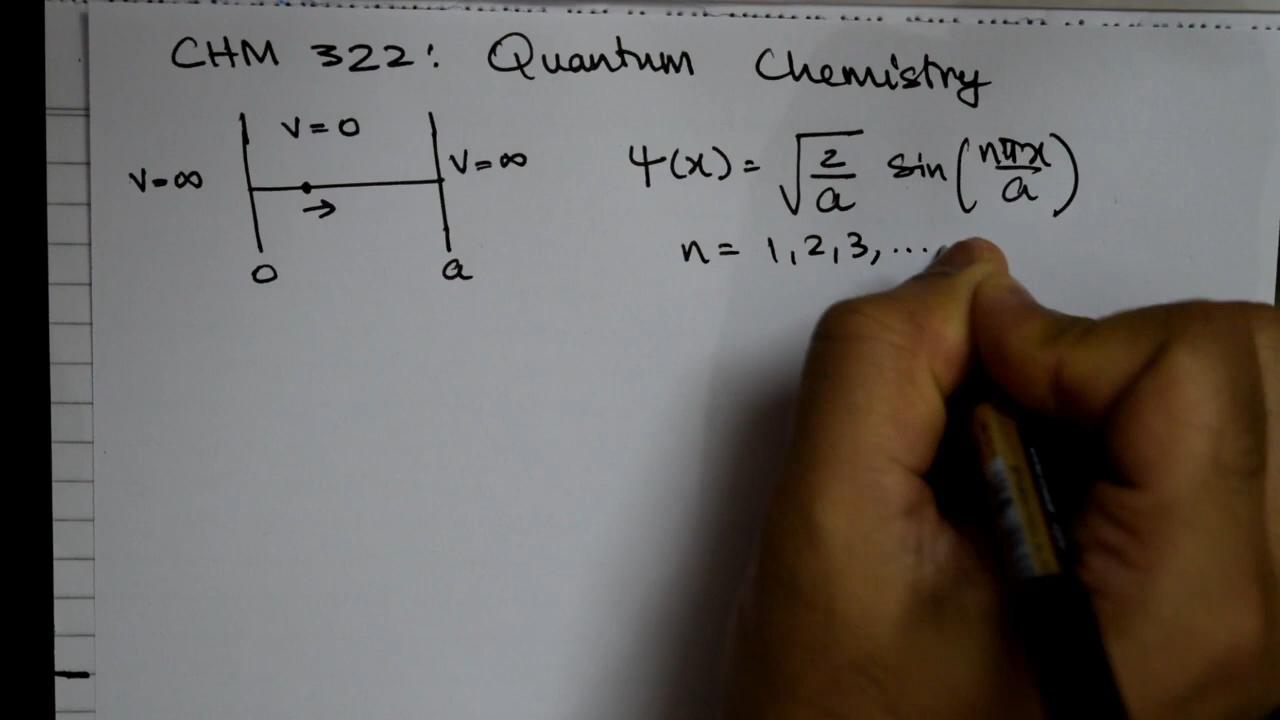 CHM 322: Quantum Chemistry
V=0
V=∞
V=∞
0
a
Ψ(x) = √(2/a) sin(nπx/a)
n = 1,2,3,....